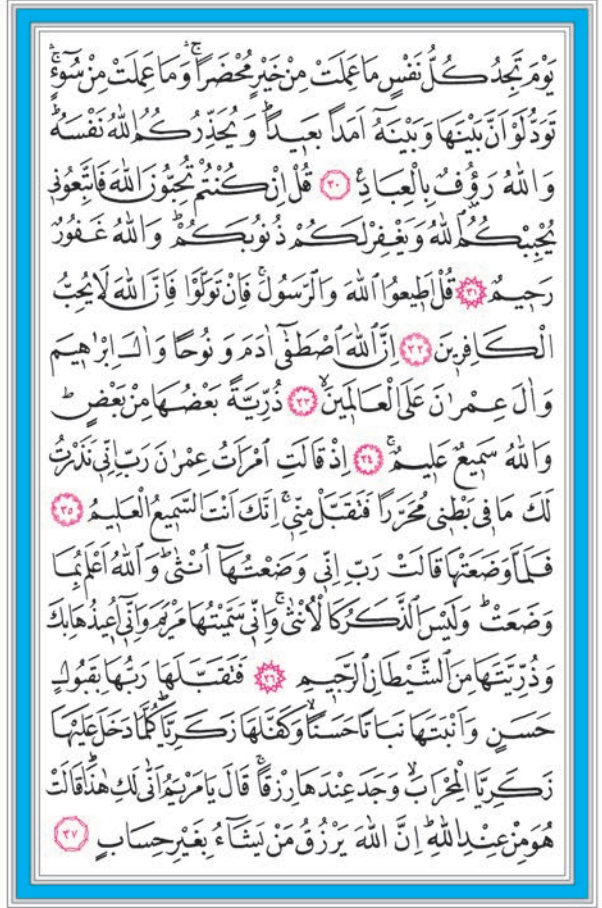 يَوْمَ تَجِدُ كُلُّ نَفْسٍ مَا عَمِلَتْ مِنْ خَيْرٍ مُحْضَرًاۚ وَمَا عَمِلَتْ مِنْ سُٓوءٍۚ
تَوَدُّ لَوْ اَنَّ بَيْنَهَا وَبَيْنَهُٓ اَمَدًا بَعِيدًاۜ وَيُحَذِّرُكُمُ اللّٰهُ نَفْسَهُۜ
وَاللّٰهُ رَؤُفٌ بِالْعِبَادِ۟ ﴿٣٠﴾ قُلْ اِنْ كُنْتُمْ تُحِبُّونَ اللّٰهَ فَاتَّبِعُونِي
يُحْبِبْكُمُ اللّٰهُ وَيَغْفِرْ لَكُمْ ذُنُوبَكُمْۜ وَاللّٰهُ غَفُورٌ
رَحِيمٌ ﴿٣١﴾ قُلْ اَطِيعُوا اللّٰهَ وَالرَّسُولَۚ فَاِنْ تَوَلَّوْا فَاِنَّ اللّٰهَ لَا يُحِبُّ
الْكَافِرِينَ ﴿٣٢﴾ اِنَّ اللّٰهَ اصْطَفٰٓى اٰدَمَ وَنُوحًا وَاٰلَ اِبْرٰهِيمَ
وَاٰلَ عِمْرٰنَ عَلَى الْعَالَمِينَۙ ﴿٣٣﴾ ذُرِّيَّةً بَعْضُهَا مِنْ بَعْضٍۜ
وَاللّٰهُ سَمِيعٌ عَلِيمٌۚ ﴿٣٤﴾ اِذْ قَالَتِ امْرَاَتُ عِمْرٰنَ رَبِّ اِنِّي نَذَرْتُ
لَكَ مَا فِي بَطْنِي مُحَرَّرًا فَتَقَبَّلْ مِنِّيۚ اِنَّكَ اَنْتَ السَّمِيعُ الْعَلِيمُ ﴿٣٥﴾
فَلَمَّا وَضَعَتْهَا قَالَتْ رَبِّ اِنِّي وَضَعْتُهَٓا اُنْثٰىۜ وَاللّٰهُ اَعْلَمُ بِمَا
وَضَعَتْۜ وَلَيْسَ الذَّكَرُ كَالْاُنْثٰىۚ وَاِنِّي سَمَّيْتُهَا مَرْيَمَ وَاِنِّٓي اُعِيذُهَا بِكَ
وَذُرِّيَّتَهَا مِنَ الشَّيْطَانِ الرَّجِيمِ ﴿٣٦﴾ فَتَقَبَّلَهَا رَبُّهَا بِقَبُولٍ
حَسَنٍ وَاَنْبَتَهَا نَبَاتًا حَسَنًاۙ وَكَفَّلَهَا زَكَرِيَّاۜ كُلَّمَا دَخَلَ عَلَيْهَا
زَكَرِيَّا الْمِحْرَابَۙ وَجَدَ عِنْدَهَا رِزْقًاۚ قَالَ يَا مَرْيَمُ اَنّٰى لَكِ هٰذَاۜ قَالَتْ
هُوَ مِنْ عِنْدِ اللّٰهِۜ اِنَّ اللّٰهَ يَرْزُقُ مَنْ يَشَٓاءُ بِغَيْرِ حِسَابٍ ﴿٣٧﴾